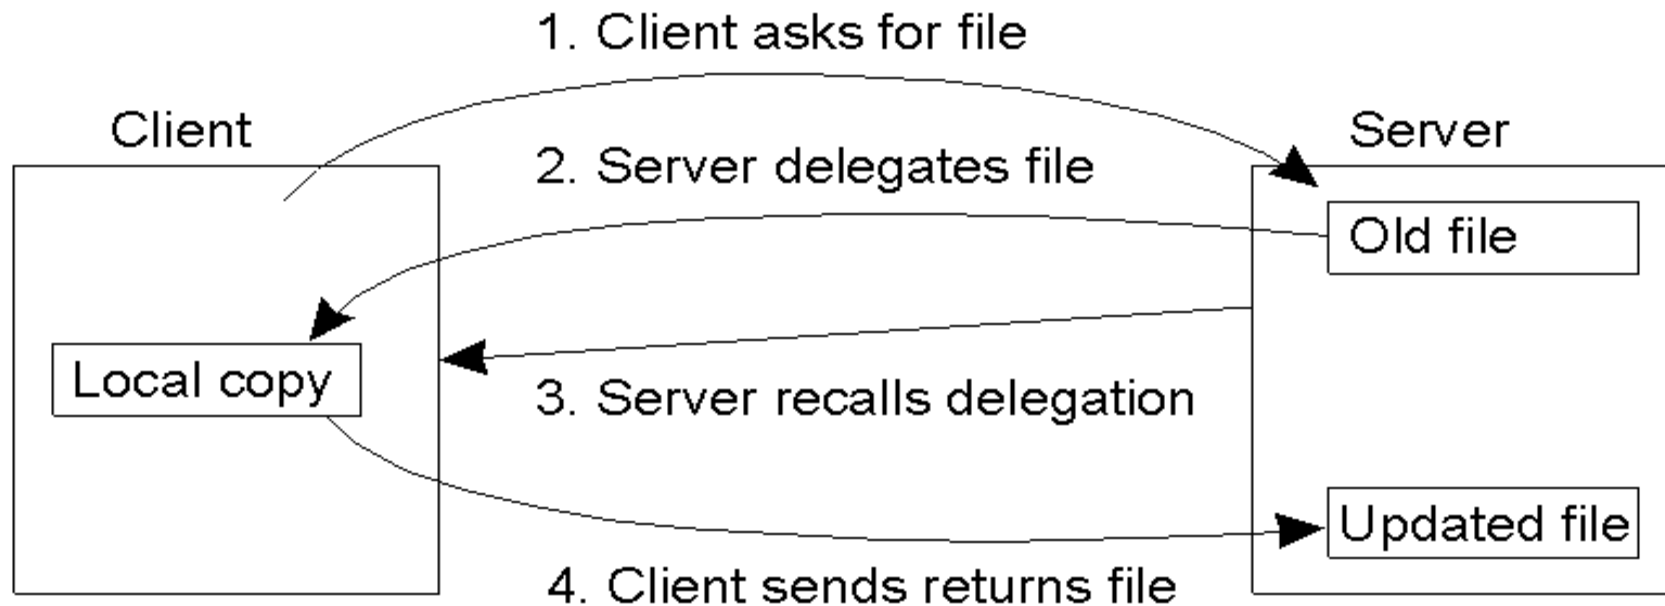 1. Client asks for file
Client
Server
2. Server delegates file
Old file
Local copy
3. Server recalls delegation
Updated file
4. Client sends returns file